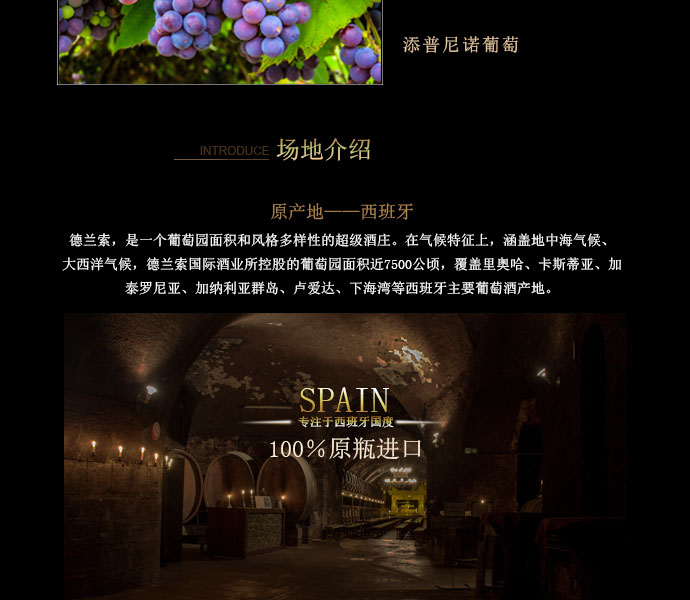 添普尼诺葡萄
INTRODUCE 场地介绍
原产地——西班牙
德兰索，是一个葡萄园面积和风格多样性的超级酒庄。在气候特征上，涵盖地中海气候、
大西洋气候，德兰索国际酒业所控股的葡萄园面积近7500公顷，覆盖里奥哈、卡斯蒂亚、加
泰罗尼亚、加纳利亚群岛、卢爱达、下海湾等西班牙主要葡萄酒产地。
SPAIN
专注于西班牙国度
100%原瓶进口